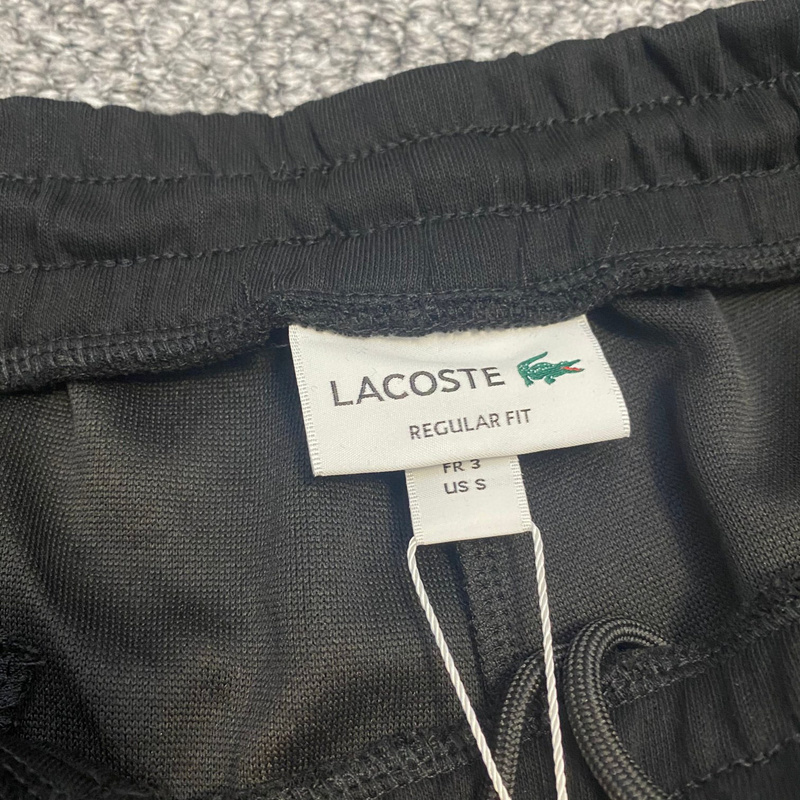 LACOSTE
REGULAR FIT
FR 3
US S